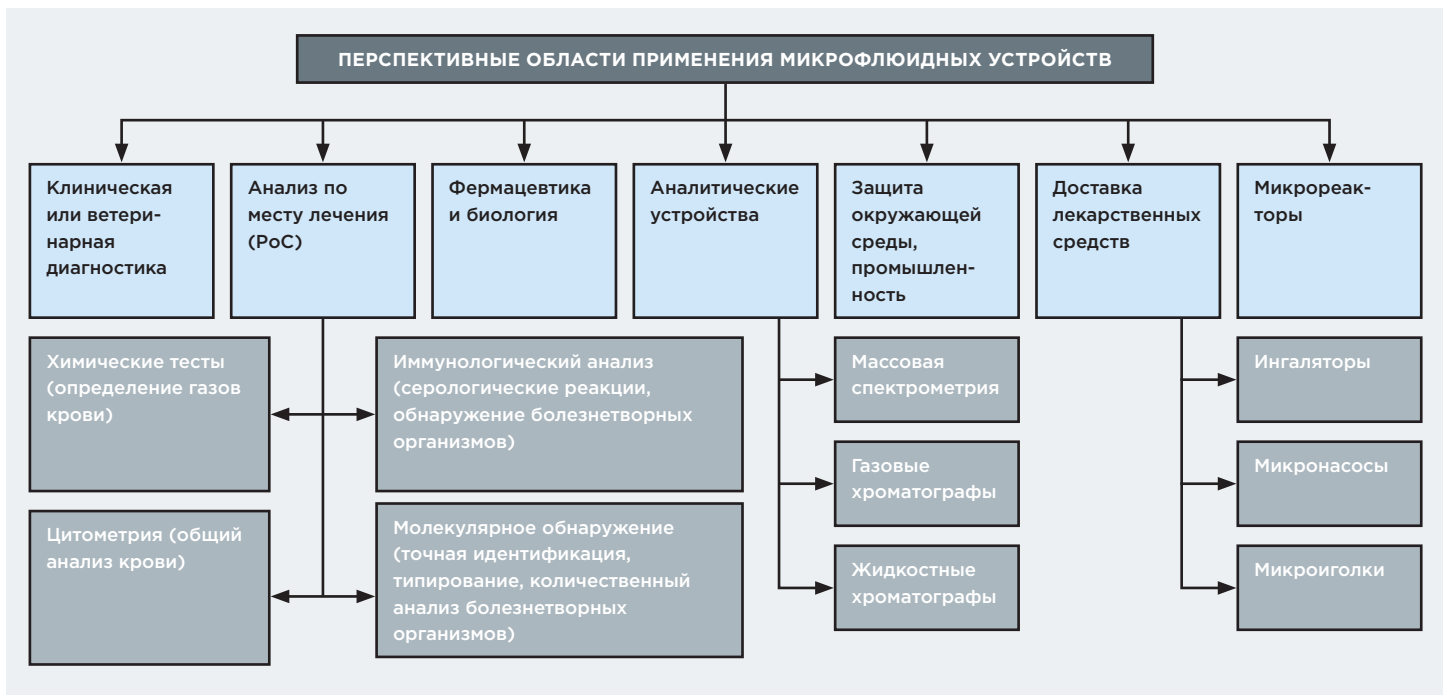 ПЕРСПЕКТИВНЫЕ ОБЛАСТИ ПРИМЕНЕНИЯ МИКРОФЛЮИДНЫХ УСТРОЙСТВ
Клиническая
или ветери-
нарная
диагностика
Анализ по
месту лечения
(PoC)
Фермацевтика
и биология
Аналитические
устройства
Защита
окружающей
среды,
промышлен-
ность
Доставка
лекарственных
средств
Микрореак-
торы
Химические тесты
(определение газов
крови)
Иммунологический анализ
(серологические реакции,
обнаружение болезнетворных
организмов)
Массовая
спектрометрия
Ингаляторы
Газовые
хроматографы
Микронасосы
Цитометрия (общий
анализ крови)
Молекулярное обнаружение
(точная идентификация,
типирование, количественный
анализ болезнетворных
организмов)
Жидкостные
хроматографы
Микроиголки